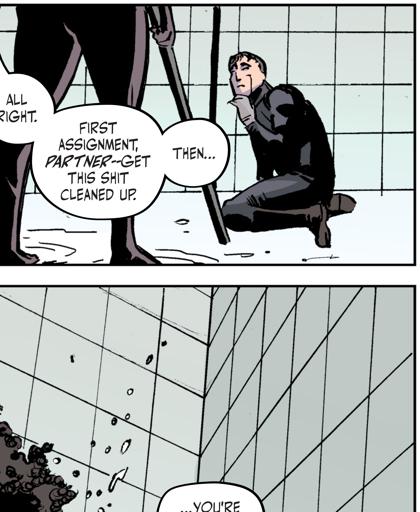 ALL
RIGHT.
FIRST
ASSIGNMENT,
PARTNER--GET
THIS SHIT
CLEANED UP.
THEN...
...YOU'RE